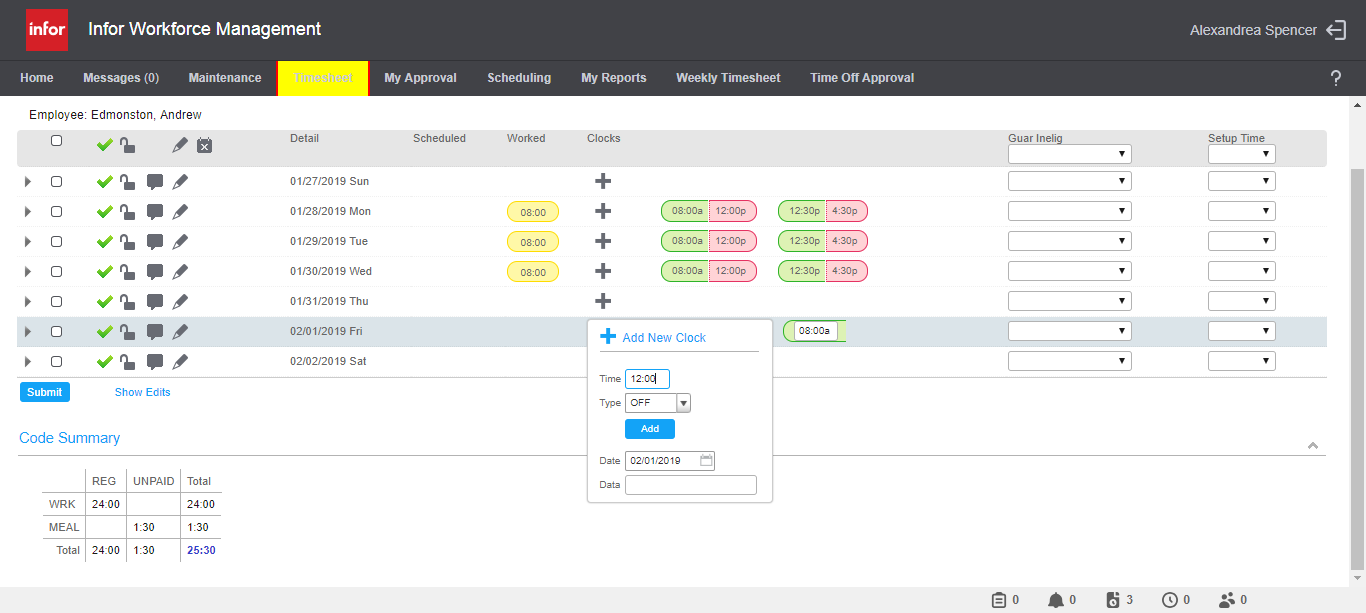 infor Infor Workforce Management Alexandrea Spencer
Home Messages (0) Maintenance Timesheet My Approval Scheduling My Reports Weekly Timesheet Time Off Approval ?
Employee: Edmonston, Andrew
Detail Scheduled Worked Clocks Guar Inelig Setup Time
01/27/2019 Sun
01/28/2019 Mon 08:00 08:00a 12:00p 12:30p 4:30p
01/29/2019 Tue 08:00 08:00a 12:00p 12:30p 4:30p
01/30/2019 Wed 08:00 08:00a 12:00p 12:30p 4:30p
01/31/2019 Thu
02/01/2019 Fri 08:00a
Add New Clock
02/02/2019 Sat
Time 12:00
Submit Show Edits
Type OFF
Add
Code Summary
Date 02/01/2019
Data
REG UNPAID Total
WRK 24:00 24:00
MEAL 1:30 1:30
Total 24:00 1:30 25:30
0 0 3 0 0